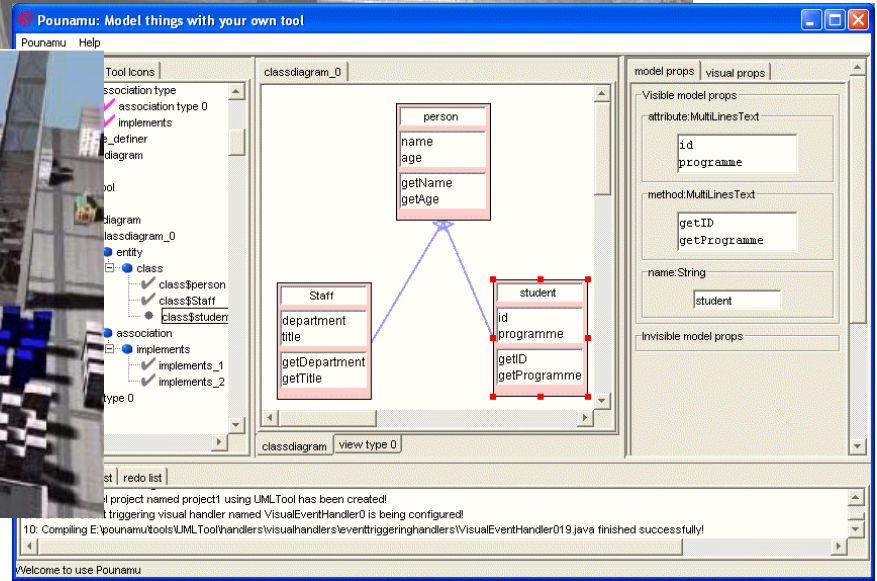 Pounamu: Model things with your own tool
Pounamu Help
Tool Icons
association type 0
implements
e_definer
diagram
diagram
classdiagram_0
entity
class
class$person
class$Staff
class$studen
association
implements
implements_1
implements_2
type 0
classdiagram_0
person
name
age
getName
getAge
Staff
department
title
getDepartment
getTitle
student
id
programme
getID
getProgramme
classdiagram view type 0
model props visual props
Visible model props
attribute:MultiLinesText
id
programme
method:MultiLinesText
getID
getProgramme
name:String
student
Invisible model props
st redo list
l project named project1 using UMLTool has been created!
t triggering visual handler named VisualEventHandler0 is being configured!
10: Compiling E:\pounamu\tools\UMLTool\handlers\visualhandlers\eventtriggeringhandlers\VisualEventHandler019.java finished successfully!
Welcome to use Pounamu